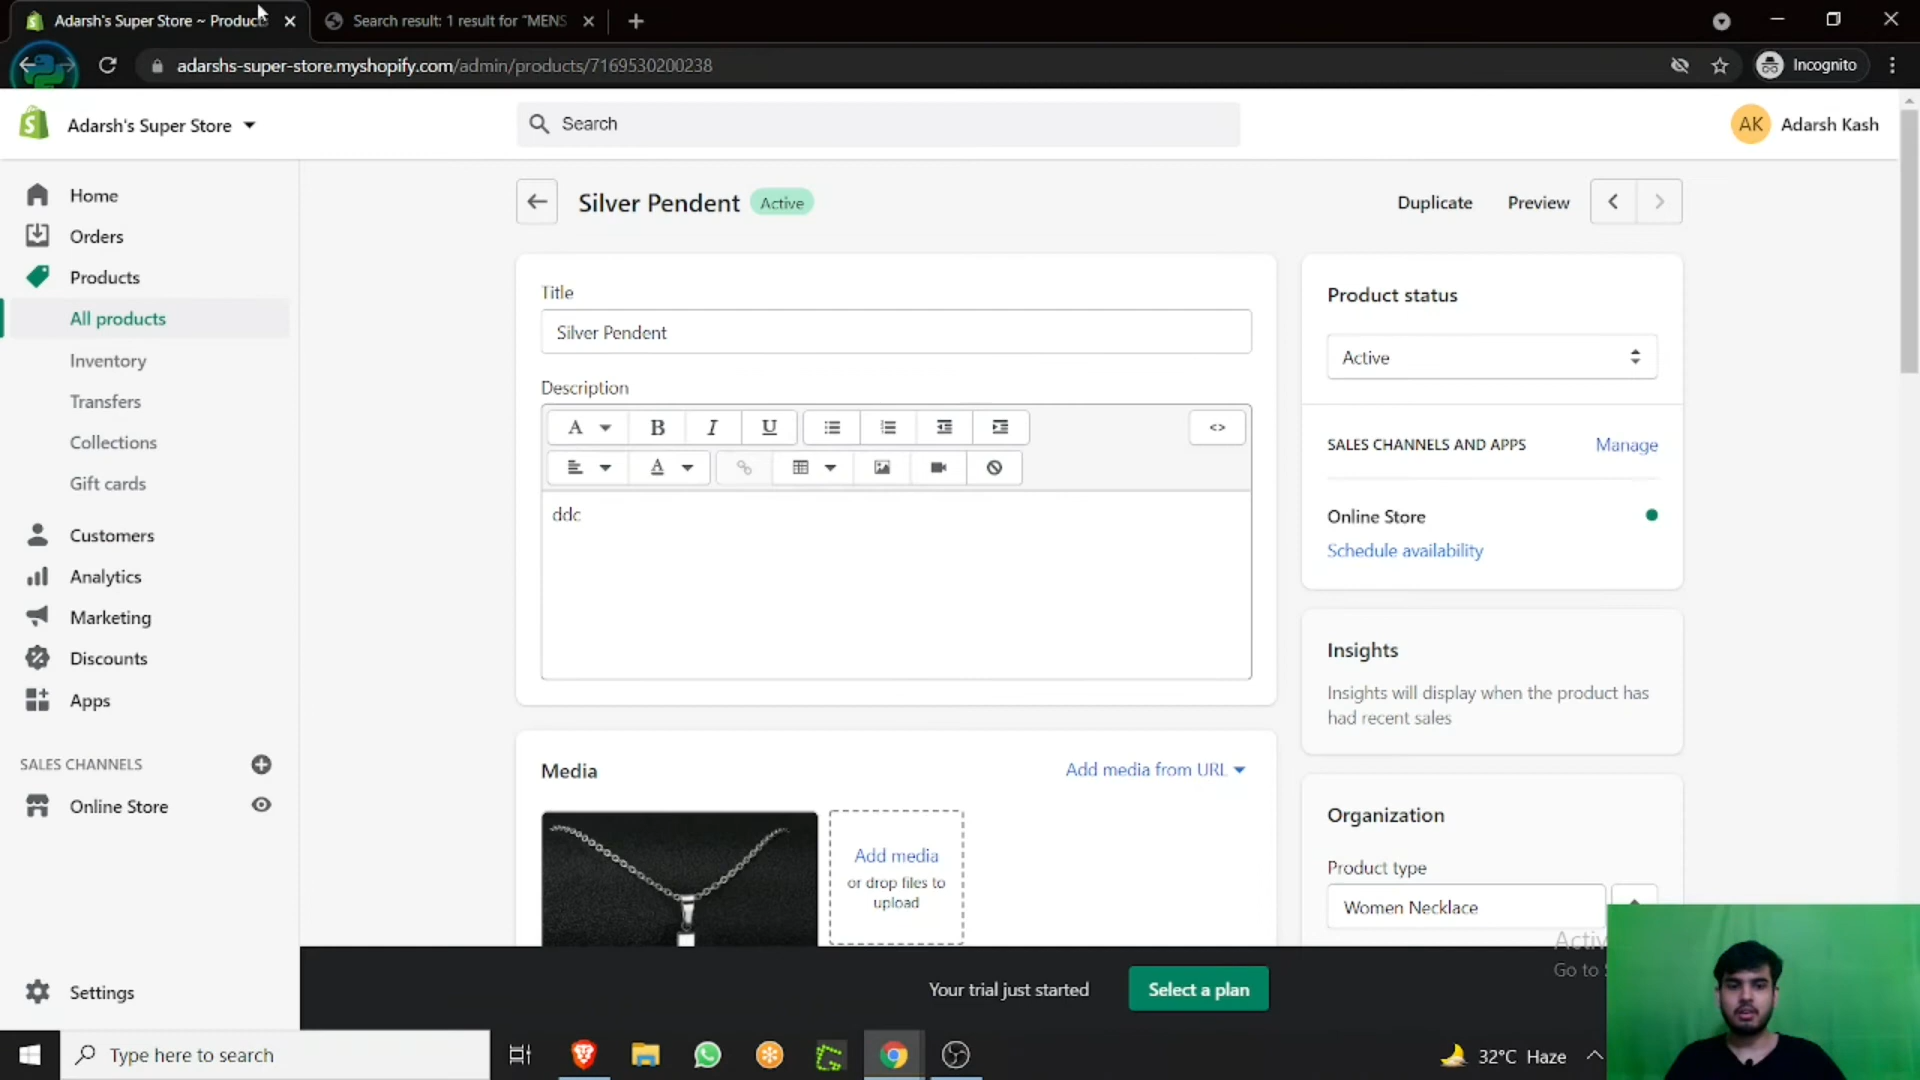 Adarsh's Super Store ~ Product
Search result: 1 result for "MENS
adarshs-super-store.myshopify.com/admin/products/7169530200238
Incognito
Adarsh's Super Store
Search
AK
Adarsh Kash
Home
Orders
Products
All products
Inventory
Transfers
Collections
Gift cards
Customers
Analytics
Marketing
Discounts
Apps
SALES CHANNELS
Online Store
Settings
Silver Pendent
Active
Duplicate
Preview
Title
Silver Pendent
Description
A
B
I
U
<>
A
ddc
Media
Add media from URL
Add media
or drop files to
upload
Product status
Active
SALES CHANNELS AND APPS
Manage
Online Store
Schedule availability
Insights
Insights will display when the product has
had recent sales
Organization
Product type
Women Necklace
Go to
Your trial just started
Select a plan
Type here to search
32°C Haze